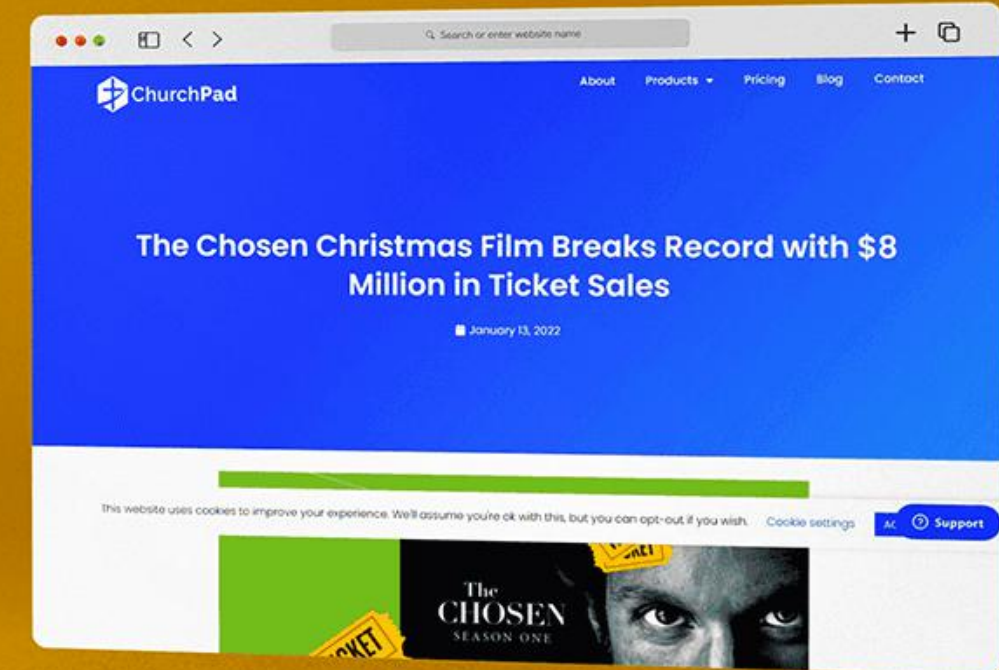 Search or enter website name
ChurchPad
About Products Pricing Blog Contact
The Chosen Christmas Film Breaks Record with $8
Million in Ticket Sales
January 13, 2022
This website uses cookies to improve your experience. We'll assume you're ok with this, but you can opt-out if you wish. Cookie settings AC Support
The
CHOSEN
SEASON ONE